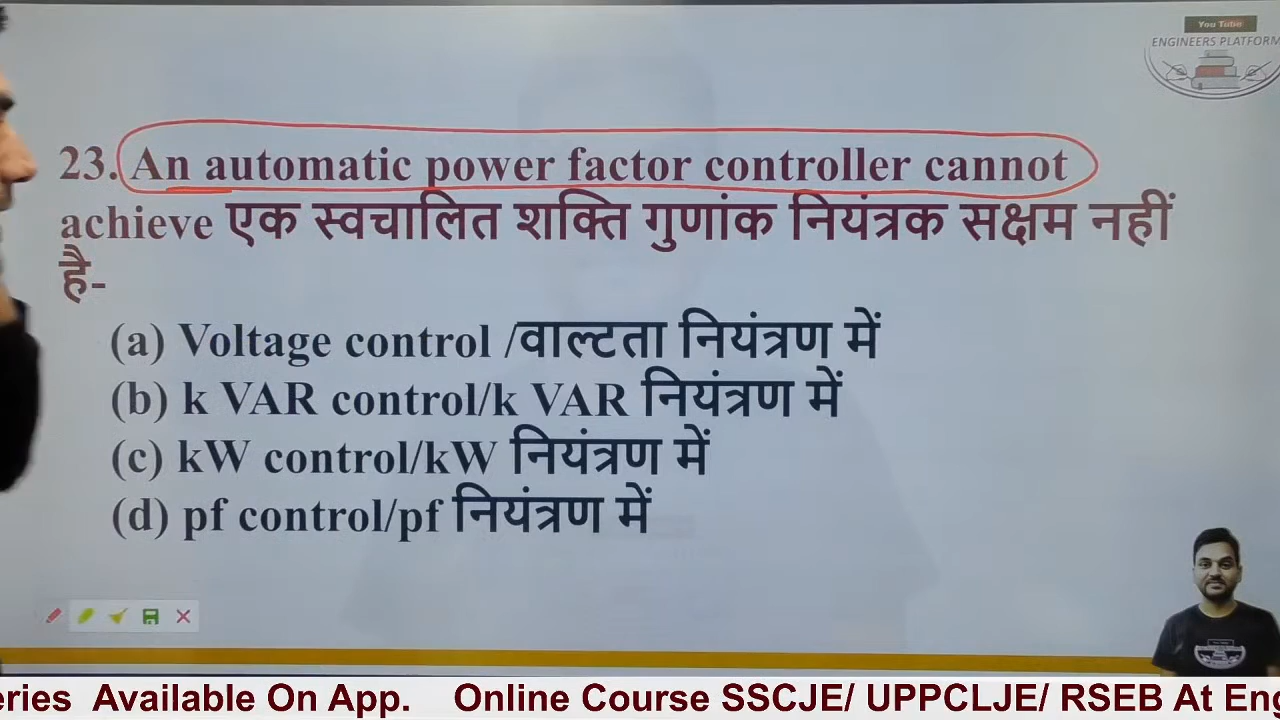 You Tube
ENGINEERS PLATFORM
23. An automatic power factor controller cannot
achieve एक स्वचालित शक्ति गुणांक नियंत्रक सक्षम नहीं
है-
(a) Voltage control /वाल्टता नियंत्रण में
(b) k VAR control/k VAR नियंत्रण में
(c) kW control/kW नियंत्रण में
(d) pf control/pf नियंत्रण में
eries Available On App. Online Course SSCJE/ UPPCLJE/ RSEB At Eng